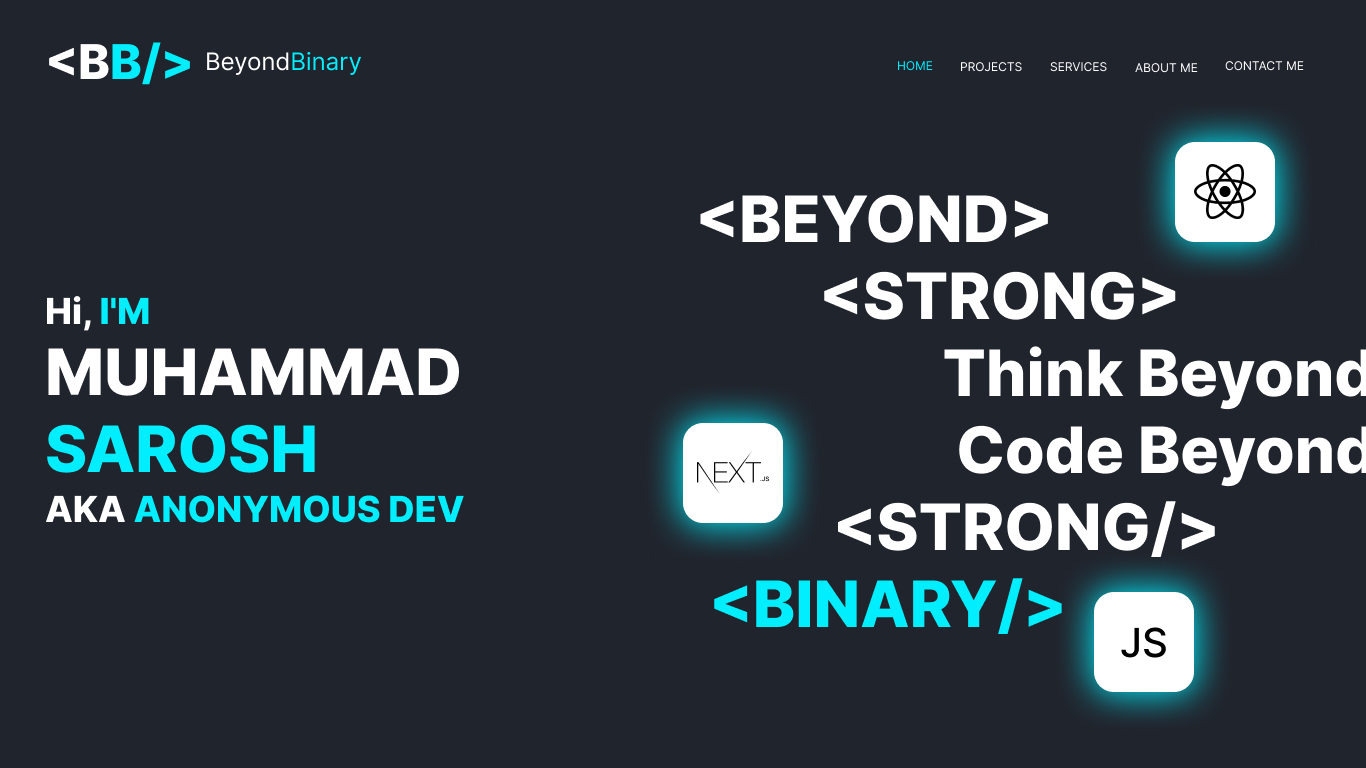 <BB/> BeyondBinary
HOME PROJECTS SERVICES ABOUT ME CONTACT ME
Hi, I'M
MUHAMMAD
SAROSH
AKA ANONYMOUS DEV
<BEYOND>
<STRONG>
Think Beyond
Code Beyond
<STRONG/>
<BINARY/>
NEXT.JS
JS